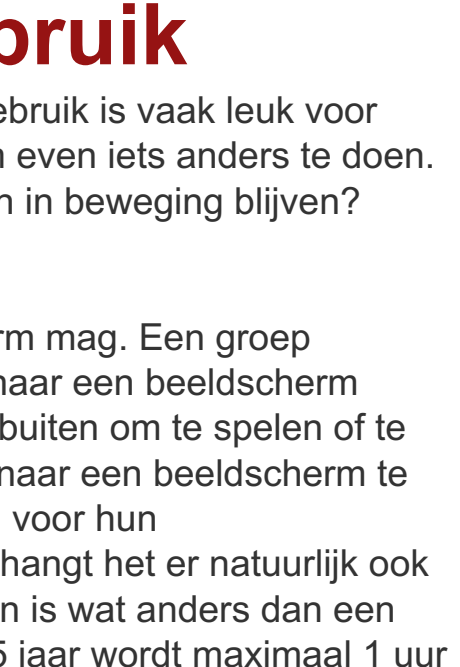 bruik
ebruik is vaak leuk voor
even iets anders te doen.
in beweging blijven?
rm mag. Een groep
naar een beeldscherm
buiten om te spelen of te
naar een beeldscherm te
voor hun
hangt het er natuurlijk ook
n is wat anders dan een
5 jaar wordt maximaal 1 uur